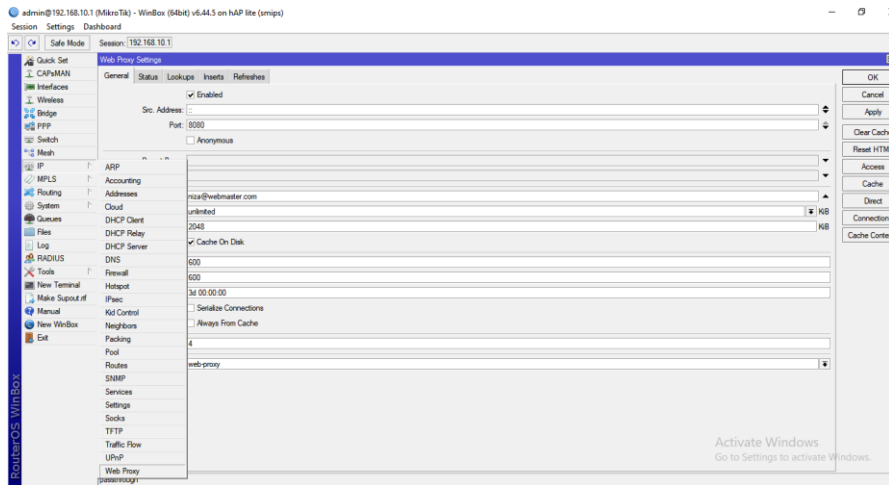 admin@192.168.10.1 (MikroTik) - WinBox (64bit) v6.44.5 on hAP lite (smips)
Session Settings Dashboard
Safe Mode Session: 192.168.10.1
Quick Set
CAPsMAN
Interfaces
Wireless
Bridge
PPP
Switch
Mesh
IP
MPLS
Routing
System
Queues
Files
Log
RADIUS
Tools
New Terminal
Make Supout.rif
Manual
New WinBox
Exit
RouterOS WinBox
ARP
Accounting
Addresses
Cloud
DHCP Client
DHCP Relay
DHCP Server
DNS
Firewall
Hotspot
IPsec
Kid Control
Neighbors
Packing
Pool
Routes
SNMP
Services
Settings
Socks
TFTP
Traffic Flow
UPnP
Web Proxy
Web Proxy Settings
General Status Lookups Inserts Refreshes
Enabled
Src. Address: ::
Port: 8080
Anonymous
niza@webmaster.com
unlimited KiB
2048 KiB
Cache On Disk
600
600
3d 00:00:00
Serialize Connections
Always From Cache
4
web-proxy
OK
Cancel
Apply
Clear Cache
Reset HTM
Access
Cache
Direct
Connection
Cache Conte
Activate Windows
Go to Settings to activate Windows.